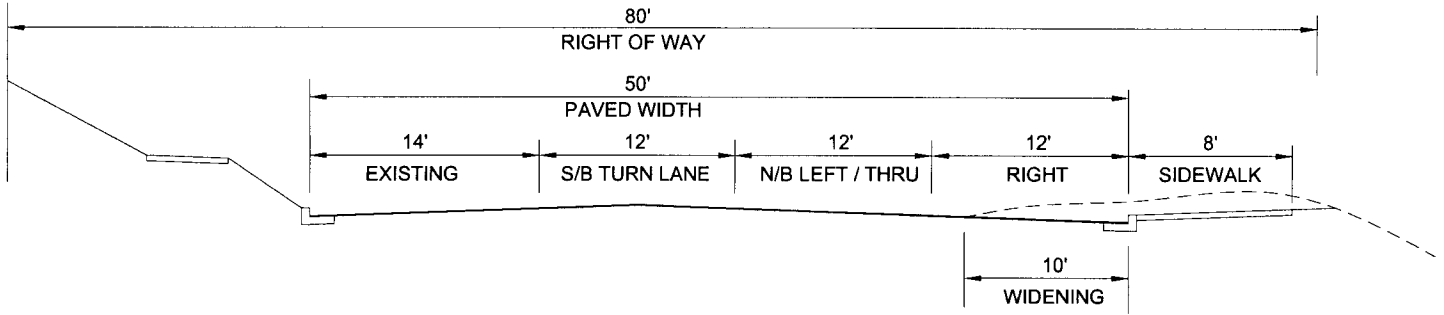 80'
RIGHT OF WAY
50'
PAVED WIDTH
14'
12'
12'
12'
8'
EXISTING
S/B TURN LANE
N/B LEFT / THRU
RIGHT
SIDEWALK
10'
WIDENING